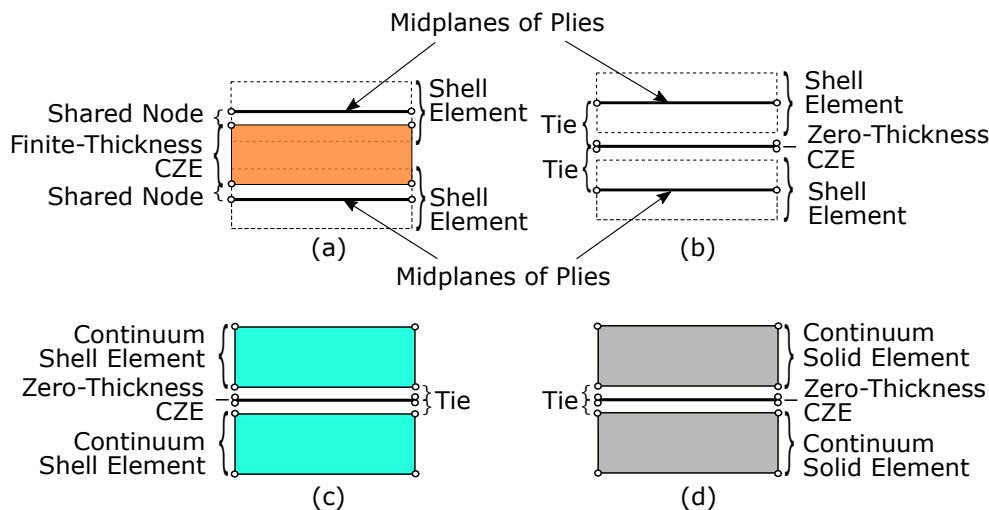 Midplanes of Plies
Shared Node
Finite-Thickness
CZE
Shared Node
Shell
Element
Shell
Element
(a)
Tie
Tie
Shell
Element
Zero-Thickness
CZE
Shell
Element
(b)
Midplanes of Plies
Continuum
Shell Element
Zero-Thickness
CZE
Continuum
Shell Element
Tie
(c)
Tie
Continuum
Solid Element
Zero-Thickness
CZE
Continuum
Solid Element
(d)